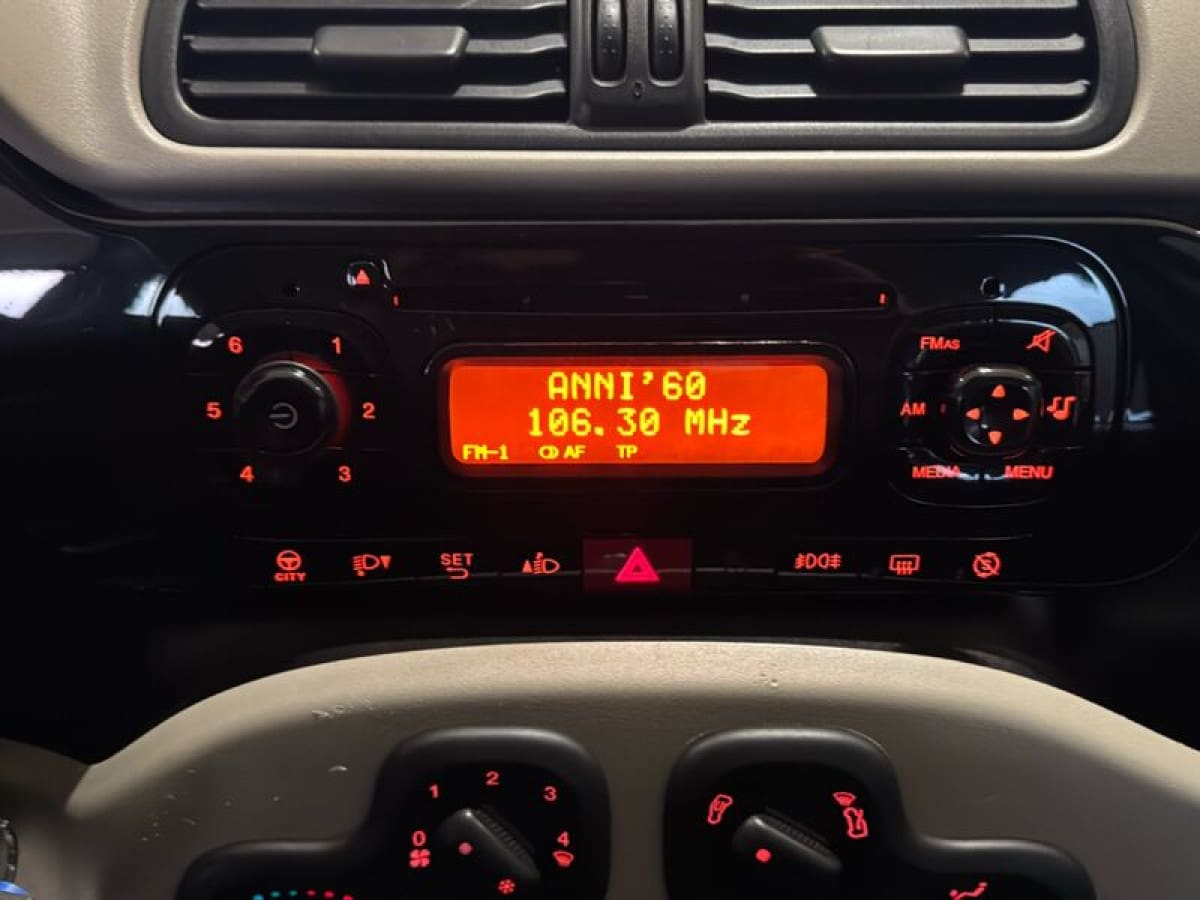 6 1
5 2
4 3
ANNI'60
106.30 MHz
FM-1 AF TP
FMAS
AM
MEDIA MENU
CITY
SET
0 1 2 3 4
0